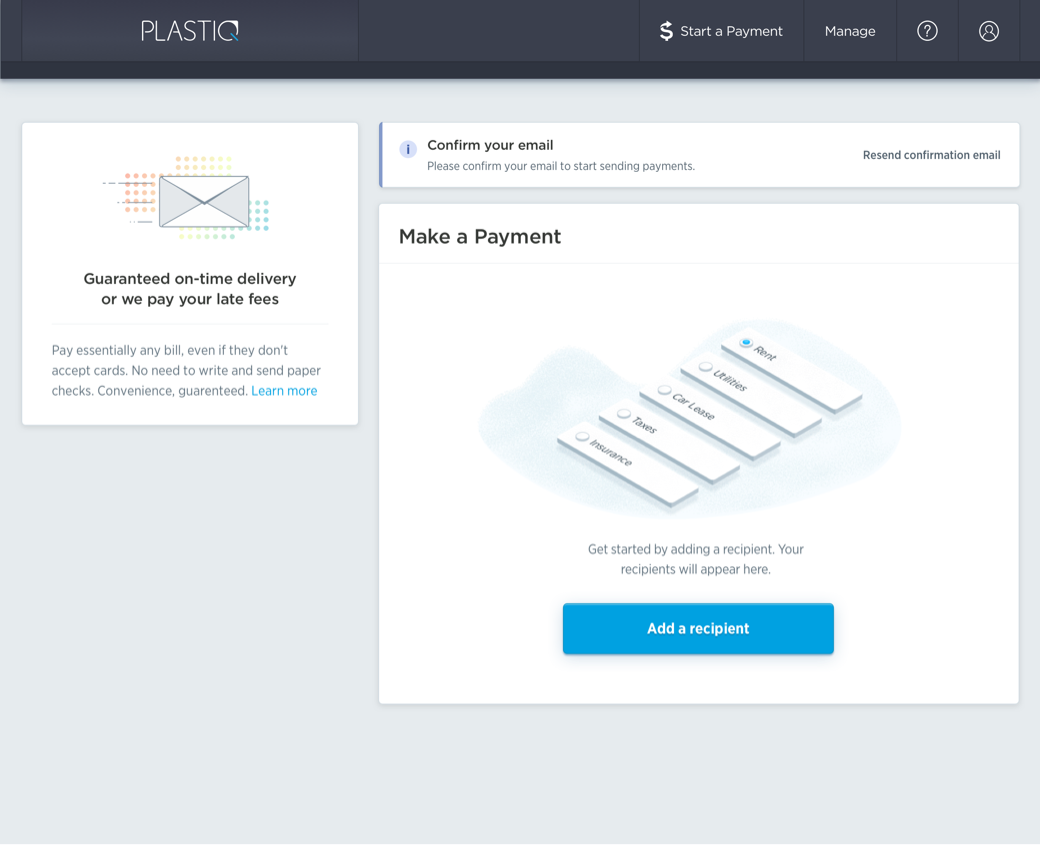 PLASTIQ
Start a Payment
Manage
?
Guaranteed on-time delivery
or we pay your late fees
Pay essentially any bill, even if they don't
accept cards. No need to write and send paper
checks. Convenience, guarenteed. Learn more
i
Confirm your email
Please confirm your email to start sending payments.
Resend confirmation email
Make a Payment
Rent
Utilities
Car Lease
Taxes
Insurance
Get started by adding a recipient. Your
recipients will appear here.
Add a recipient